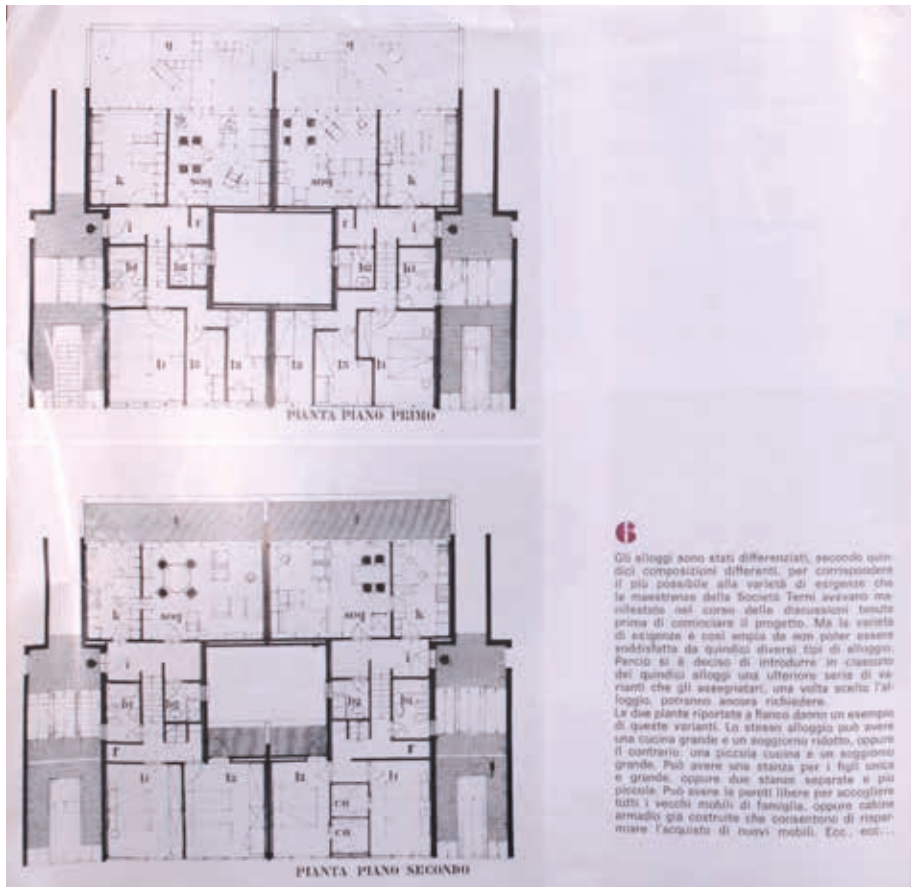 q q
k sog sog k
r r
i i
PIANTA PIANO PRIMO
k sog sog k
i i
r r
ca
ca
PIANTA PIANO SECONDO
6
Gli alloggi sono stati differenziati, secondo quin-
dici composizioni differenti, per corrispondere
il più possibile alla varietà di esigenze che
le maestranze della Società Terni avevano ma-
nifestato nel corso delle discussioni tenute
prima di cominciare il progetto. Ma la varietà
di esigenze è così ampia da non poter essere
soddisfatta da quindici diversi tipi di alloggio.
Perciò si è deciso di introdurre in ciascuno
dei quindici alloggi una ulteriore serie di va-
rianti che gli assegnatari, una volta scelto l'al-
loggio, potranno ancora richiedere.
Le due piante riportate a fianco danno un esempio
di queste varianti. Lo stesso alloggio può avere
una cucina grande e un soggiorno ridotto, oppure
il contrario: una piccola cucina e un soggiorno
grande. Può avere una stanza per i figli unica
e grande, oppure due stanze separate e più
piccole. Può avere le pareti libere per accogliere
tutti i vecchi mobili di famiglia, oppure cabine
armadio già costruite che consentono di rispar-
miare l'acquisto di nuovi mobili. Ecc., ecc...